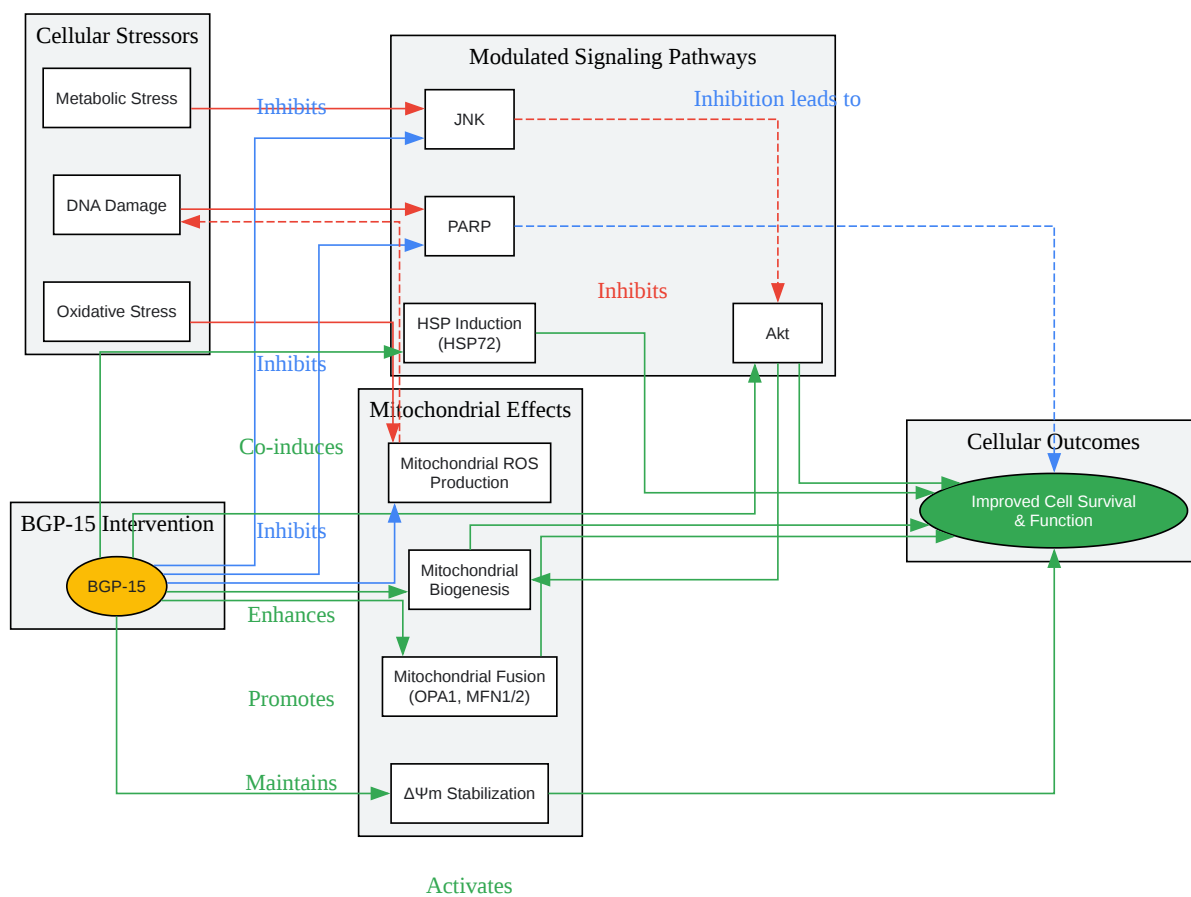 Cellular Stressors
Metabolic Stress
DNA Damage
Oxidative Stress
Modulated Signaling Pathways
Inhibits
Inhibition leads to
JNK
PARP
Inhibits
HSP Induction
(HSP72)
Akt
Inhibits
Mitochondrial Effects
Co-induces
Mitochondrial ROS
Production
Cellular Outcomes
Improved Cell Survival
& Function
BGP-15 Intervention
BGP-15
Inhibits
Mitochondrial
Biogenesis
Enhances
Mitochondrial Fusion
(OPA1, MFN1/2)
Promotes
Maintains
ΔΨm Stabilization
Activates